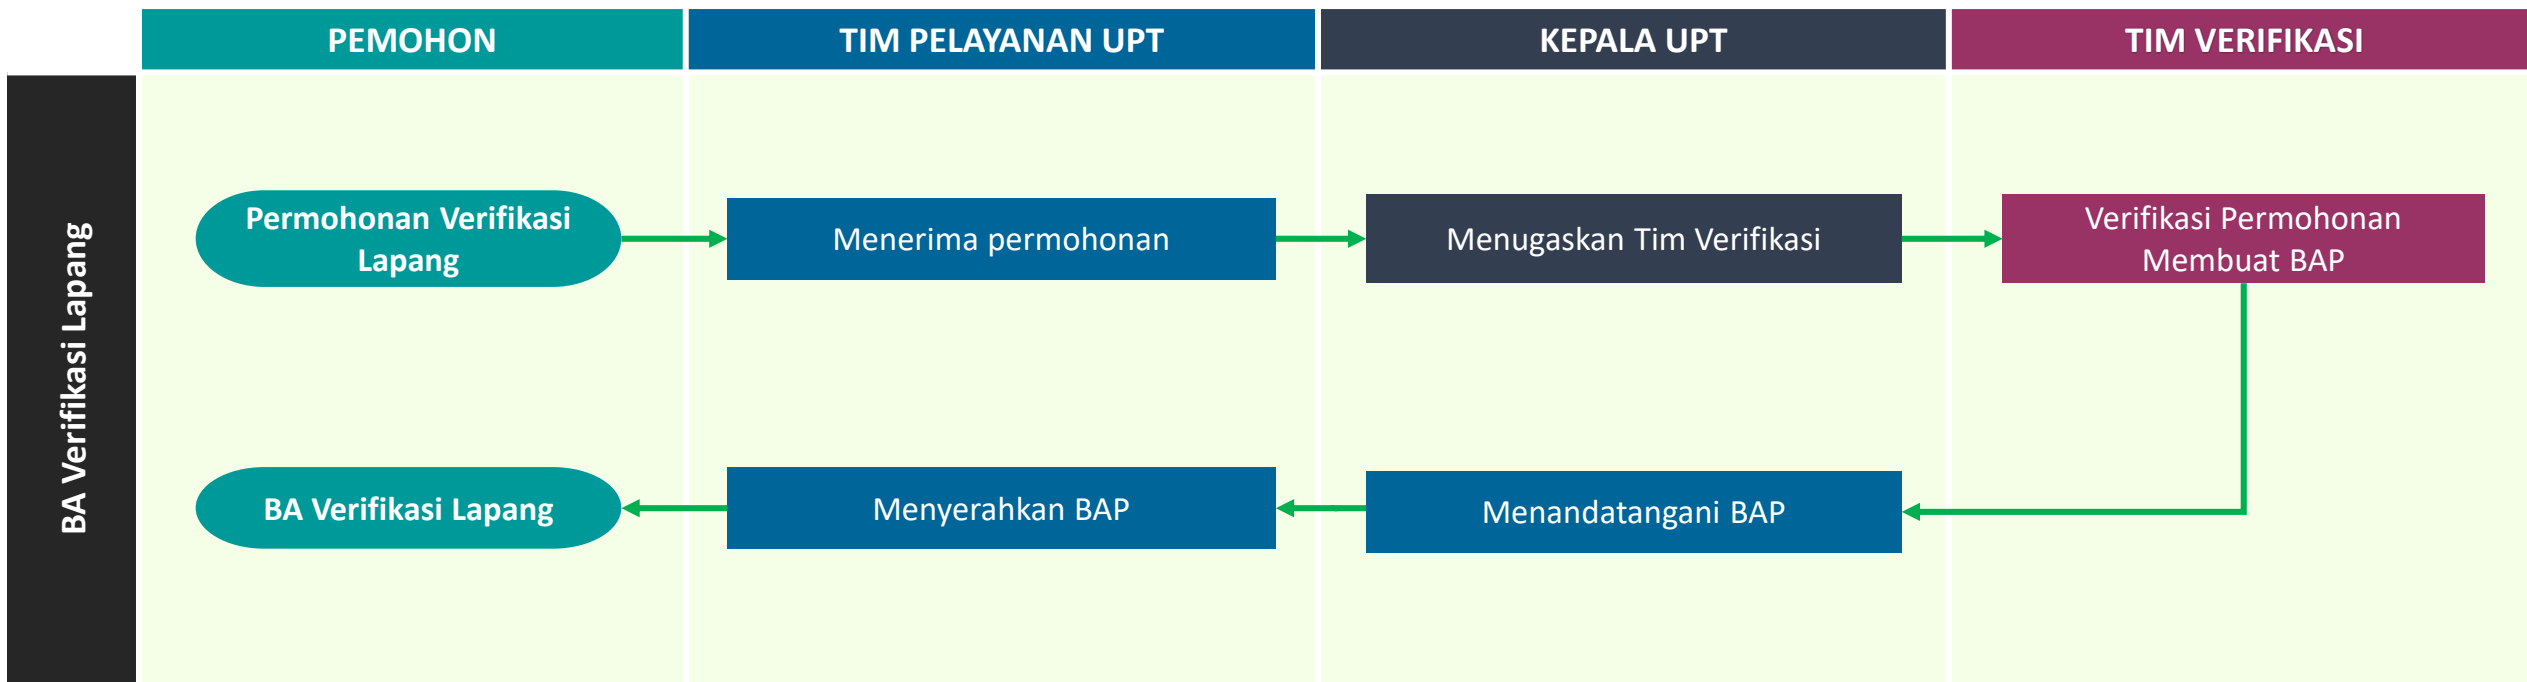 PEMOHON
TIM PELAYANAN UPT
KEPALA UPT
TIM VERIFIKASI
BA Verifikasi Lapang
Permohonan Verifikasi
Lapang
Menerima permohonan
Menugaskan Tim Verifikasi
Verifikasi Permohonan
Membuat BAP
BA Verifikasi Lapang
Menyerahkan BAP
Menandatangani BAP